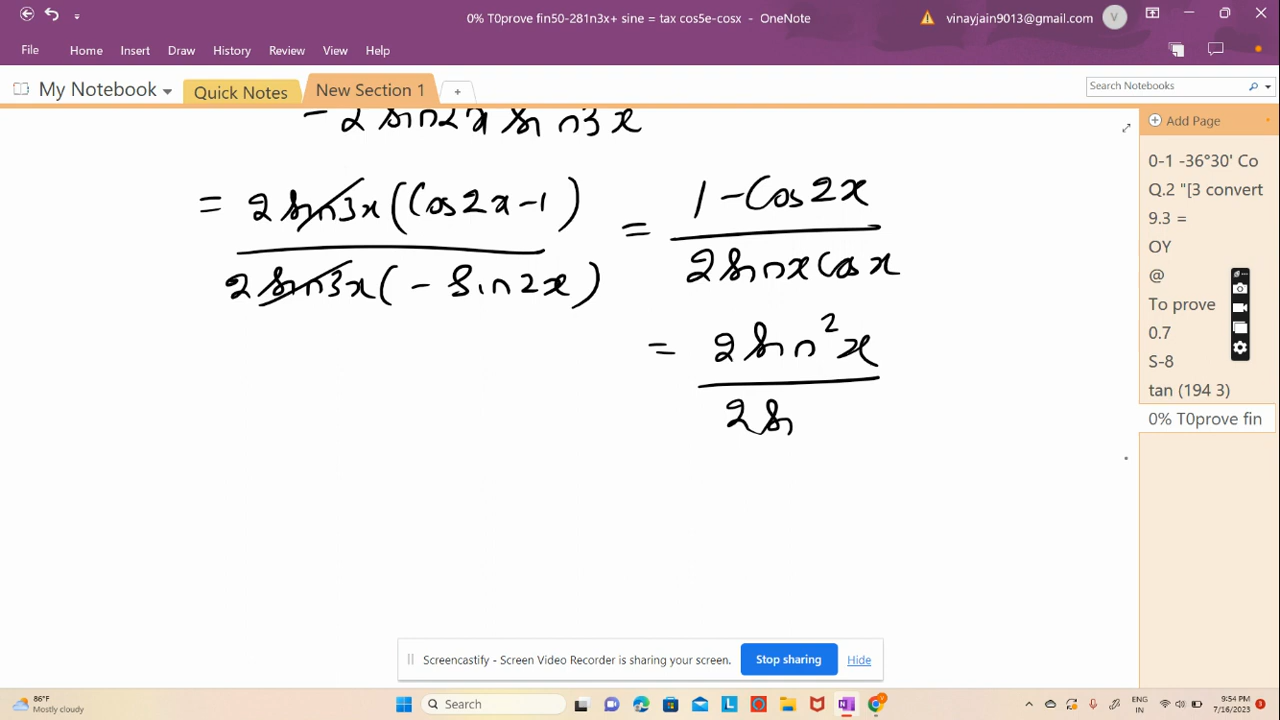 0% T0prove fin50-281n3x+ sine = tax cos5e-cosx - OneNote
vinayjain9013@gmail.com
V
File Home Insert Draw History Review View Help
My Notebook
Quick Notes
New Section 1
Search Notebooks
Add Page
0-1 -36°30' Co
Q.2 "[3 convert
9.3 =
OY
@
To prove
0.7
S-8
tan (194 3)
0% T0prove fin
- 2 sin2x sin3x
= 2 sin3x (Cos2x-1)
2 sin3x (- sin2x)
= 1-Cos2x
2 sinx cosx
= 2 sin²x
2 si
Screencastify - Screen Video Recorder is sharing your screen.
Stop sharing
Hide
86°F
Mostly cloudy
Search
ENG
IN
9:54 PM
7/16/2023